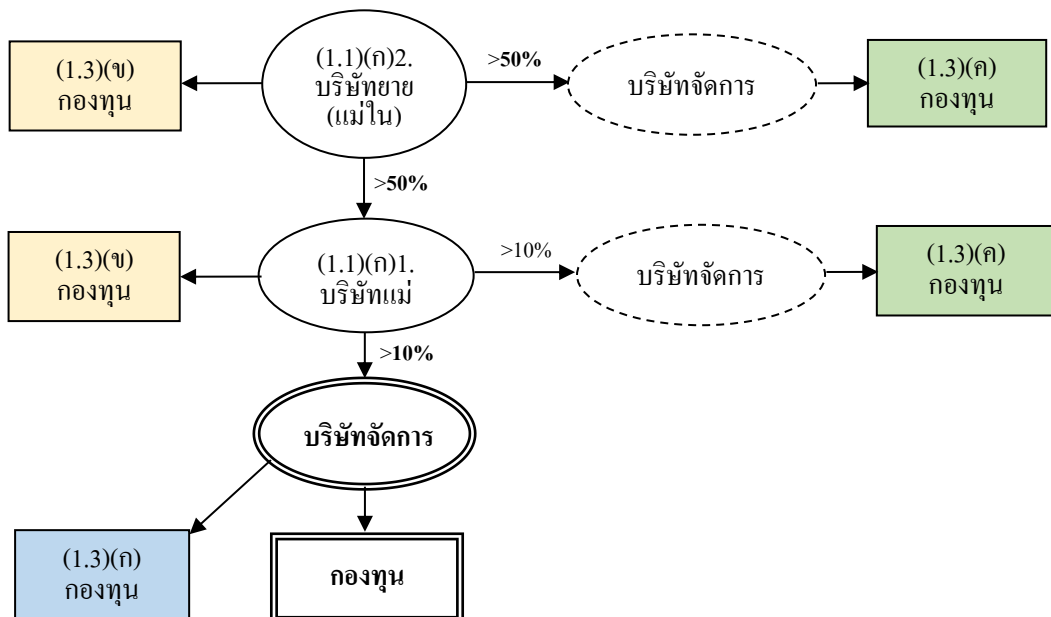 (1.3)(ข)
กองทุน
(1.1)(ก)2.
บริษัทยาย
(แม่ใน)
>50%
บริษัทจัดการ
(1.3)(ค)
กองทุน
>50%
(1.3)(ข)
กองทุน
(1.1)(ก)1.
บริษัทแม่
>10%
บริษัทจัดการ
(1.3)(ค)
กองทุน
>10%
บริษัทจัดการ
(1.3)(ก)
กองทุน
กองทุน